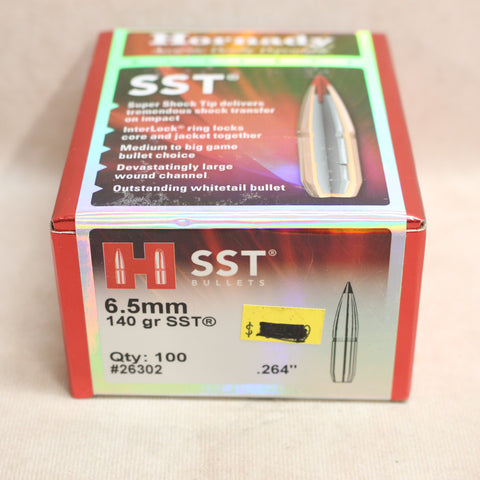 Hornady
SST®
Super Shock Tip delivers
tremendous shock transfer
on impact
InterLock® ring locks
core and jacket together
Medium to big game
bullet choice
Devastatingly large
wound channel
Outstanding whitetail bullet
H SST®
BULLETS
6.5mm
140 gr SST®
$
Qty: 100
#26302
.264"